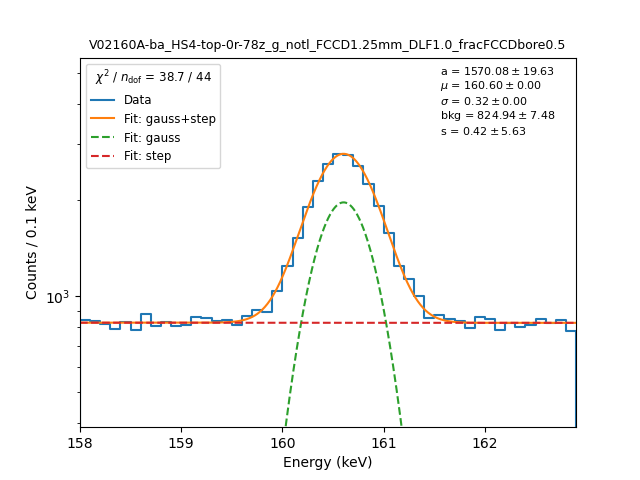 V02160A-ba_HS4-top-0r-78z_g_notl_FCCD1.25mm_DLF1.0_fracFCCDbore0.5
χ² / n_dof = 38.7 / 44
Data
Fit: gauss+step
Fit: gauss
Fit: step
a = 1570.08 ± 19.63
μ = 160.60 ± 0.00
σ = 0.32 ± 0.00
bkg = 824.94 ± 7.48
s = 0.42 ± 5.63
Counts / 0.1 keV
10³
158 159 160 161 162
Energy (keV)